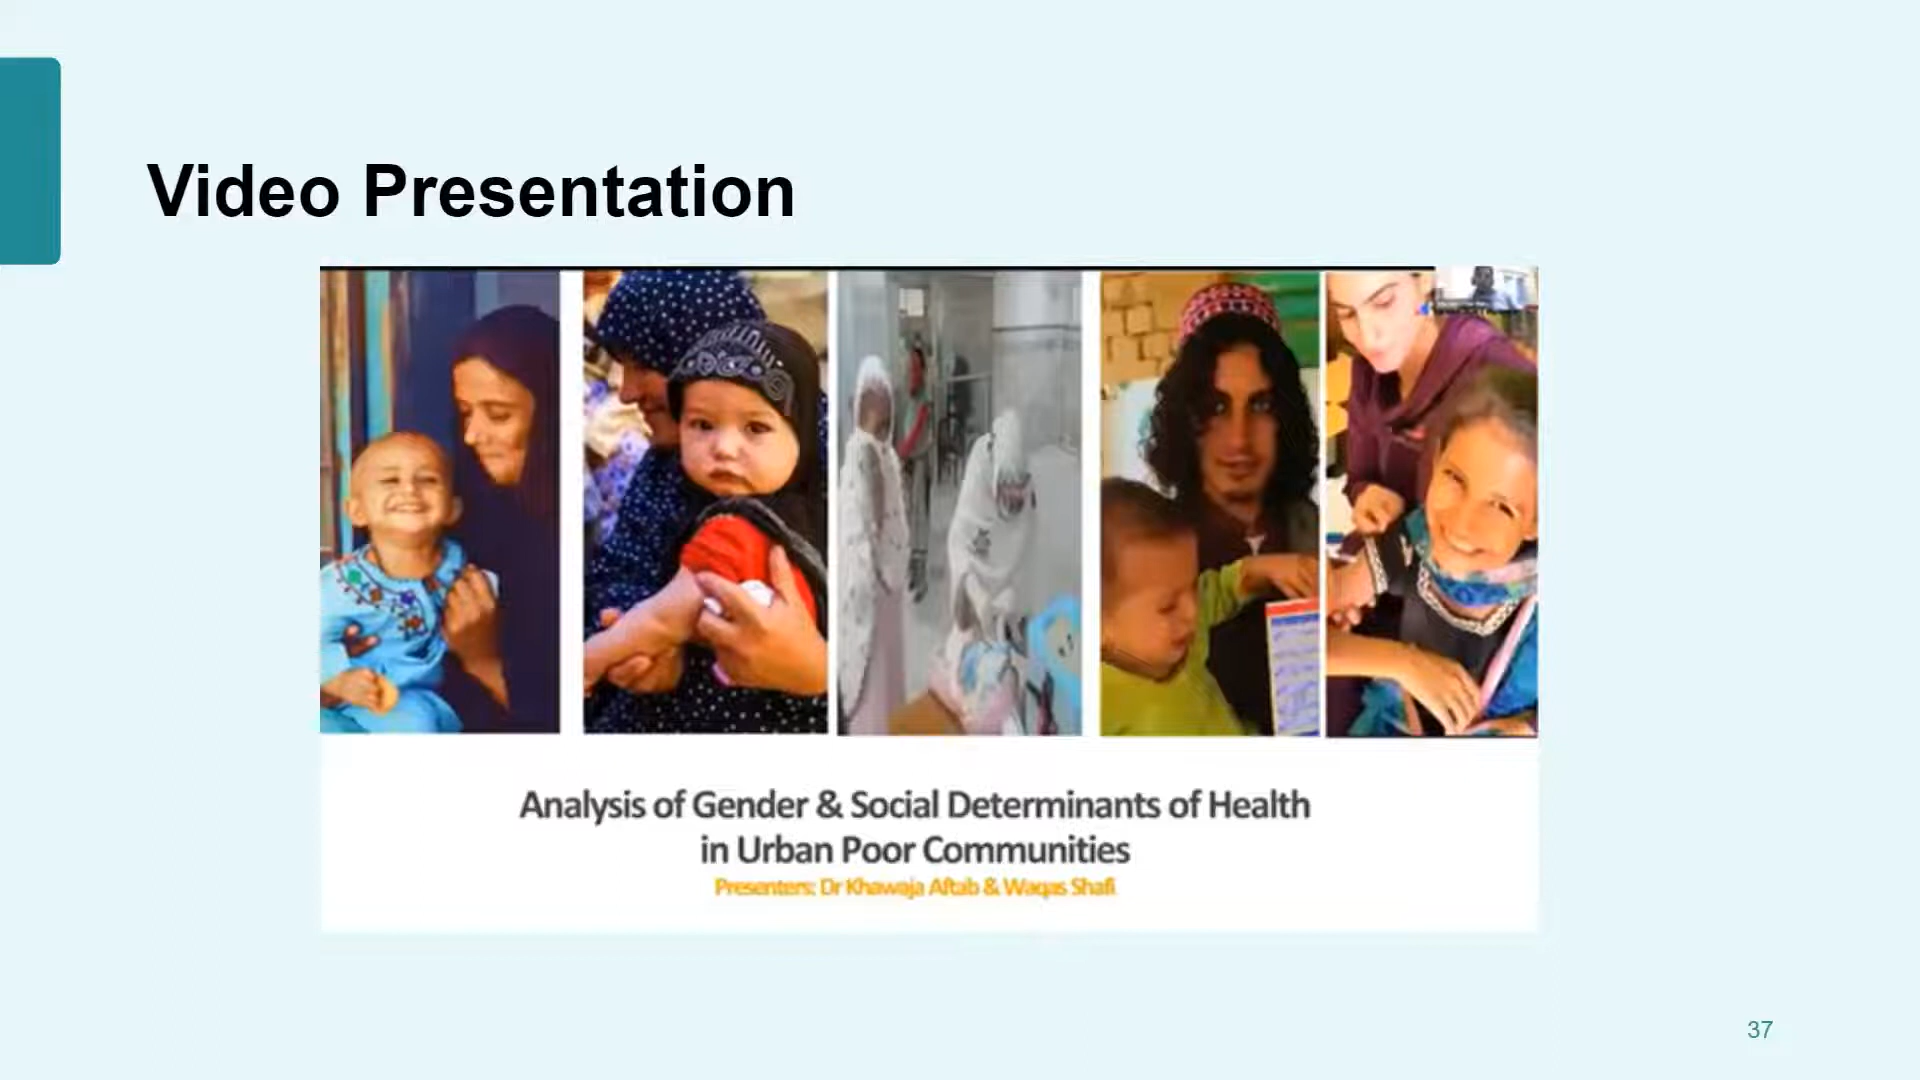 Video Presentation
Analysis of Gender & Social Determinants of Health
in Urban Poor Communities
Presenters: Dr Khawaja Aftab & Waqas Shafi
37